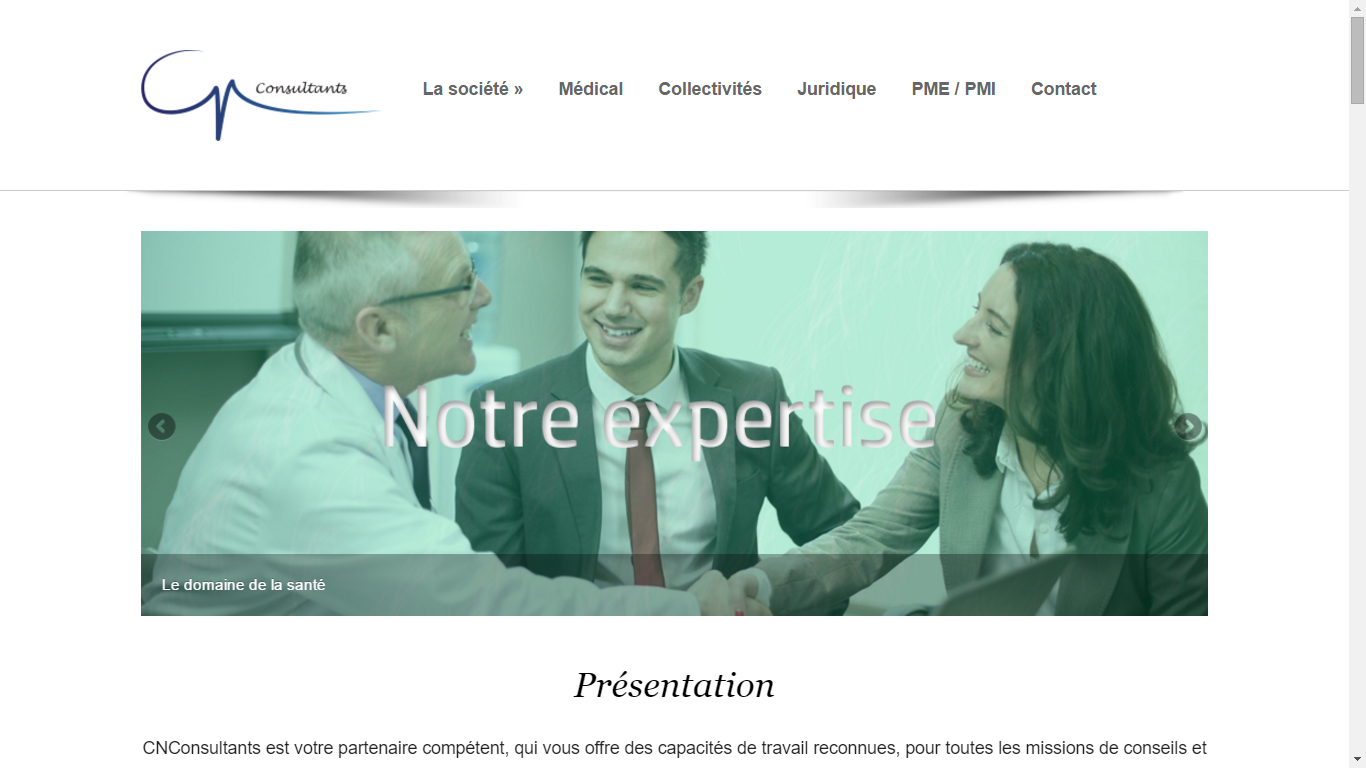 Consultants
La société »
Médical
Collectivités
Juridique
PME / PMI
Contact
Notre expertise
Le domaine de la santé
Présentation
CNConsultants est votre partenaire compétent, qui vous offre des capacités de travail reconnues, pour toutes les missions de conseils et